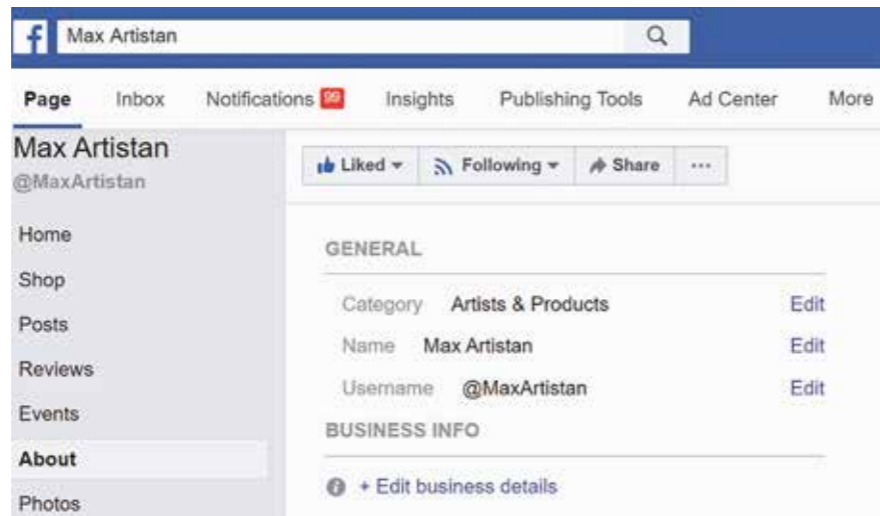 f Max Artistan
Page Inbox Notifications 99 Insights Publishing Tools Ad Center More
Max Artistan
@MaxArtistan
Liked Following Share ...
Home
Shop
Posts
Reviews
Events
About
Photos
GENERAL
Category Artists & Products Edit
Name Max Artistan Edit
Username @MaxArtistan Edit
BUSINESS INFO
i + Edit business details